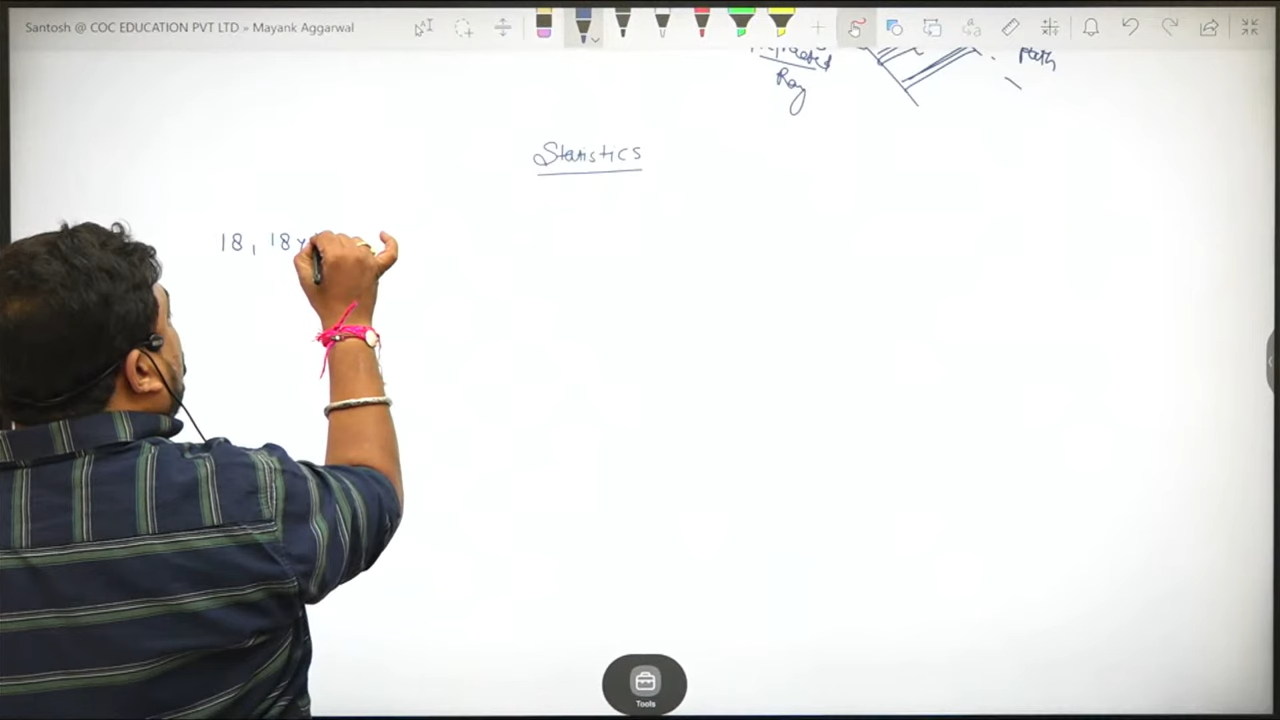 Santosh @ COC EDUCATION PVT LTD » Mayank Aggarwal
Ray
Path
Statistics
18, 18
Tools